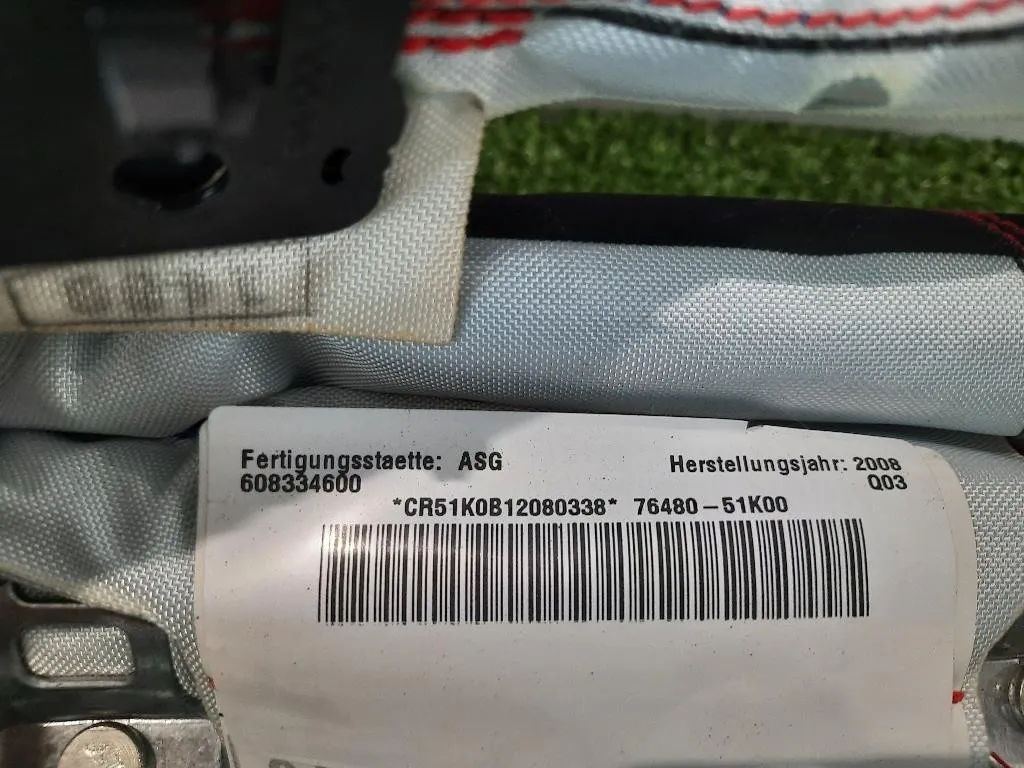 Fertigungsstaette: ASG Herstellungsjahr: 2008
608334600 Q03
*CR51K0B12080338* 76480-51K00